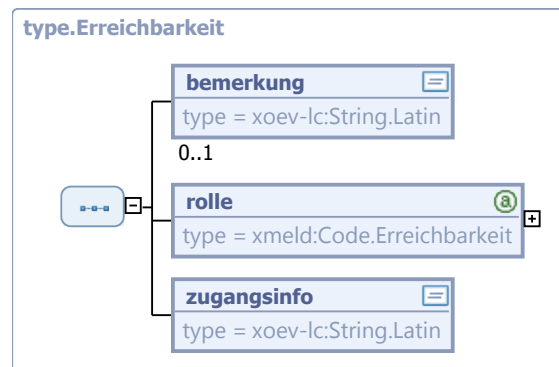 type.Erreichbarkeit
bemerkung
type = xoev-lc:String.Latin
0..1
rolle
type = xmeld:Code.Erreichbarkeit
zugangsinfo
type = xoev-lc:String.Latin